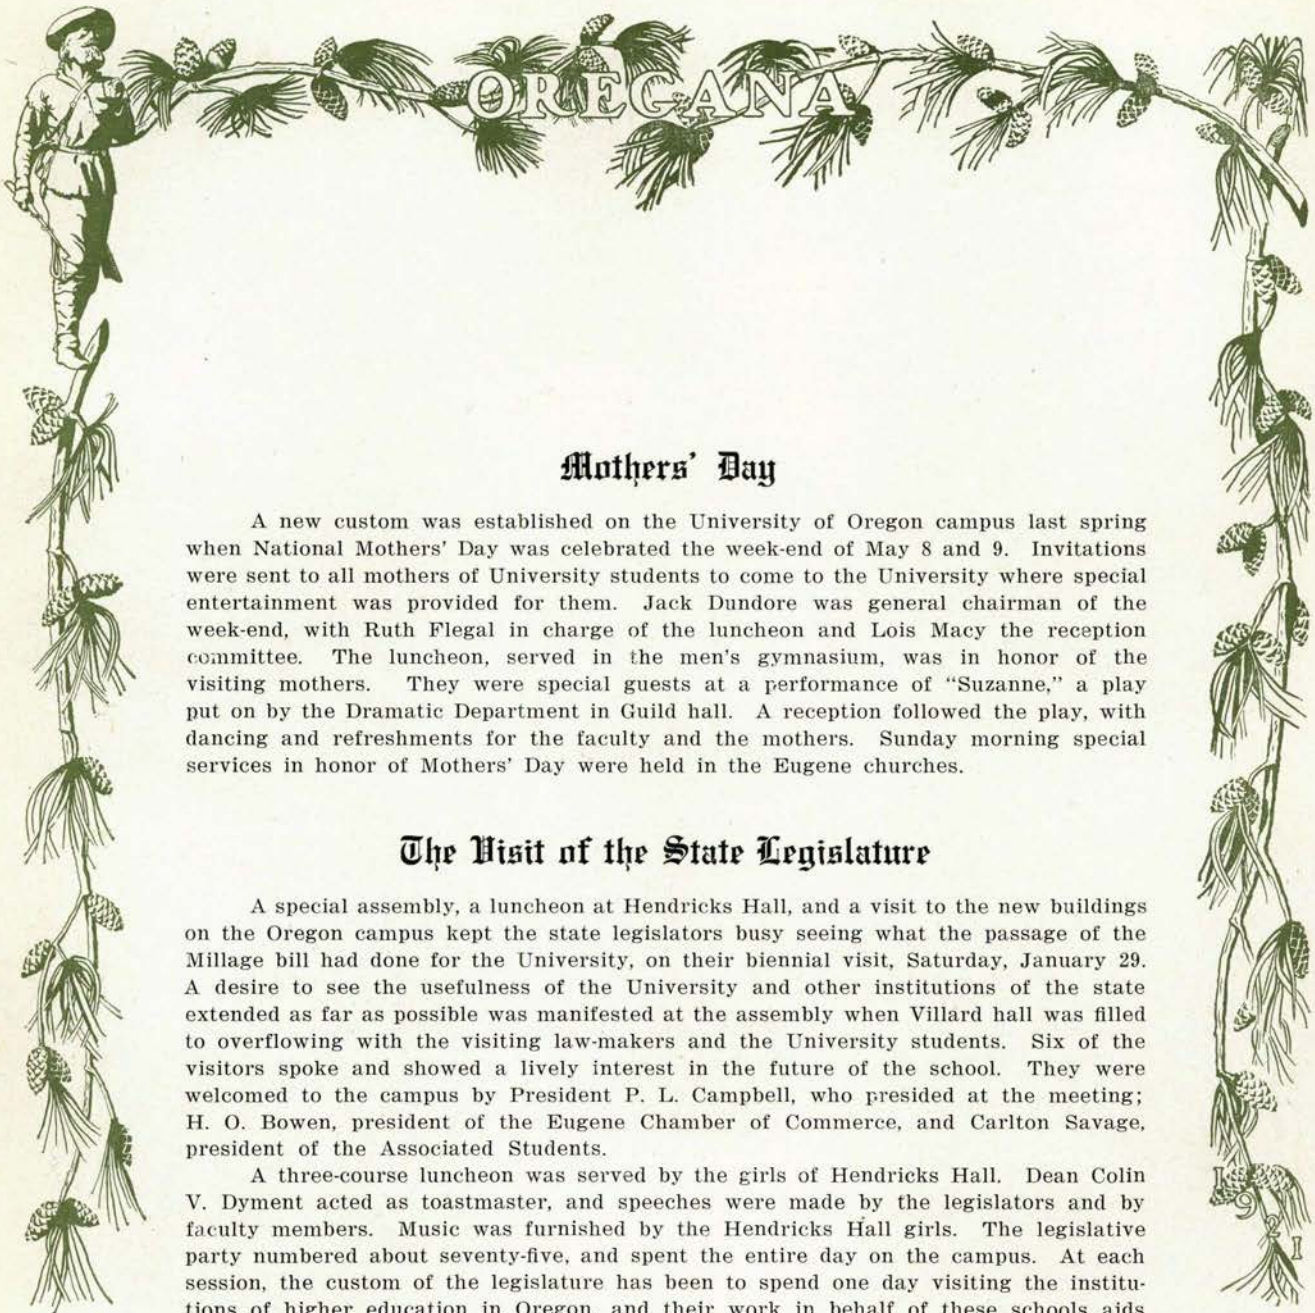 OREGANA
Mothers' Day
A new custom was established on the University of Oregon campus last spring
when National Mothers' Day was celebrated the week-end of May 8 and 9. Invitations
were sent to all mothers of University students to come to the University where special
entertainment was provided for them. Jack Dundore was general chairman of the
week-end, with Ruth Flegal in charge of the luncheon and Lois Macy the reception
committee. The luncheon, served in the men's gymnasium, was in honor of the
visiting mothers. They were special guests at a performance of "Suzanne," a play
put on by the Dramatic Department in Guild hall. A reception followed the play, with
dancing and refreshments for the faculty and the mothers. Sunday morning special
services in honor of Mothers' Day were held in the Eugene churches.
The Visit of the State Legislature
A special assembly, a luncheon at Hendricks Hall, and a visit to the new buildings
on the Oregon campus kept the state legislators busy seeing what the passage of the
Millage bill had done for the University, on their biennial visit, Saturday, January 29.
A desire to see the usefulness of the University and other institutions of the state
extended as far as possible was manifested at the assembly when Villard hall was filled
to overflowing with the visiting law-makers and the University students. Six of the
visitors spoke and showed a lively interest in the future of the school. They were
welcomed to the campus by President P. L. Campbell, who presided at the meeting;
H. O. Bowen, president of the Eugene Chamber of Commerce, and Carlton Savage,
president of the Associated Students.
A three-course luncheon was served by the girls of Hendricks Hall. Dean Colin
V. Dyment acted as toastmaster, and speeches were made by the legislators and by
faculty members. Music was furnished by the Hendricks Hall girls. The legislative
party numbered about seventy-five, and spent the entire day on the campus. At each
session, the custom of the legislature has been to spend one day visiting the institu-
tions of higher education in Oregon, and their work in behalf of these schools aids
1921